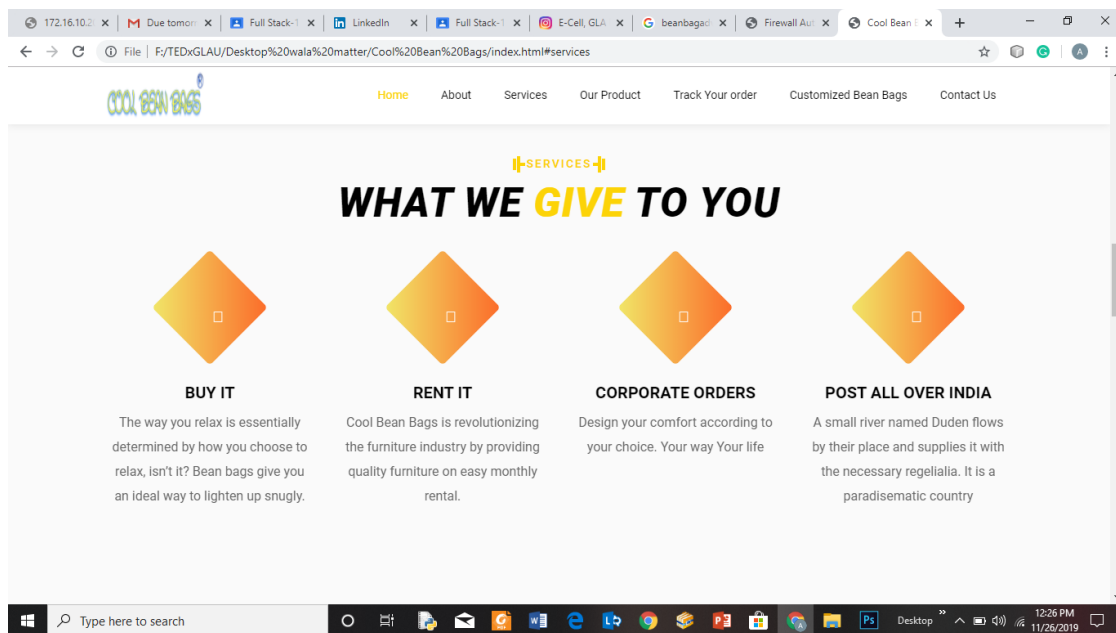 172.16.10.2
Due tomorr
Full Stack-1
LinkedIn
Full Stack-1
E-Cell, GLA
beanbagad
Firewall Aut
Cool Bean B
File | F:/TEDxGLAU/Desktop%20wala%20matter/Cool%20Bean%20Bags/index.html#services
A
COOL BEAN BAGS
Home About Services Our Product Track Your order Customized Bean Bags Contact Us
SERVICES
WHAT WE GIVE TO YOU
BUY IT
The way you relax is essentially
determined by how you choose to
relax, isn't it? Bean bags give you
an ideal way to lighten up snugly.
RENT IT
Cool Bean Bags is revolutionizing
the furniture industry by providing
quality furniture on easy monthly
rental.
CORPORATE ORDERS
Design your comfort according to
your choice. Your way Your life
POST ALL OVER INDIA
A small river named Duden flows
by their place and supplies it with
the necessary regelialia. It is a
paradisematic country
Type here to search
Ps
Desktop
12:26 PM
11/26/2019